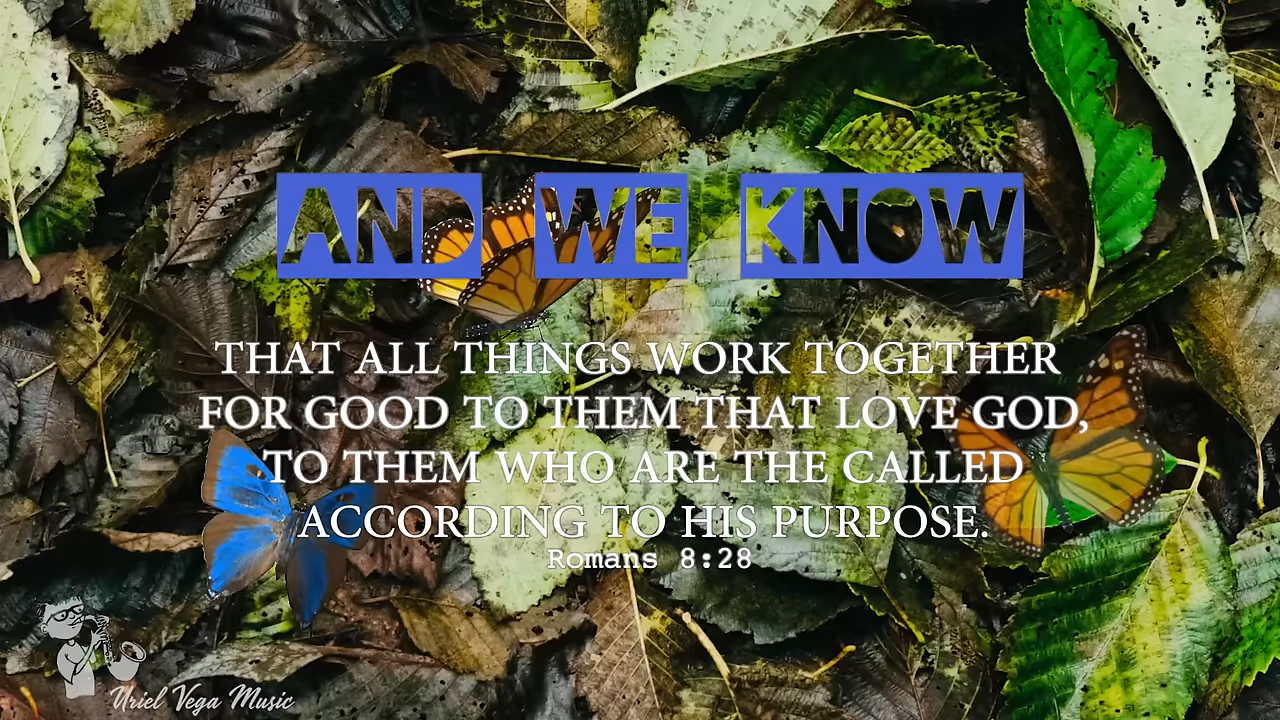 AND WE KNOW
THAT ALL THINGS WORK TOGETHER
FOR GOOD TO THEM THAT LOVE GOD,
TO THEM WHO ARE THE CALLED
ACCORDING TO HIS PURPOSE.
Romans 8:28
Uriel Vega Music